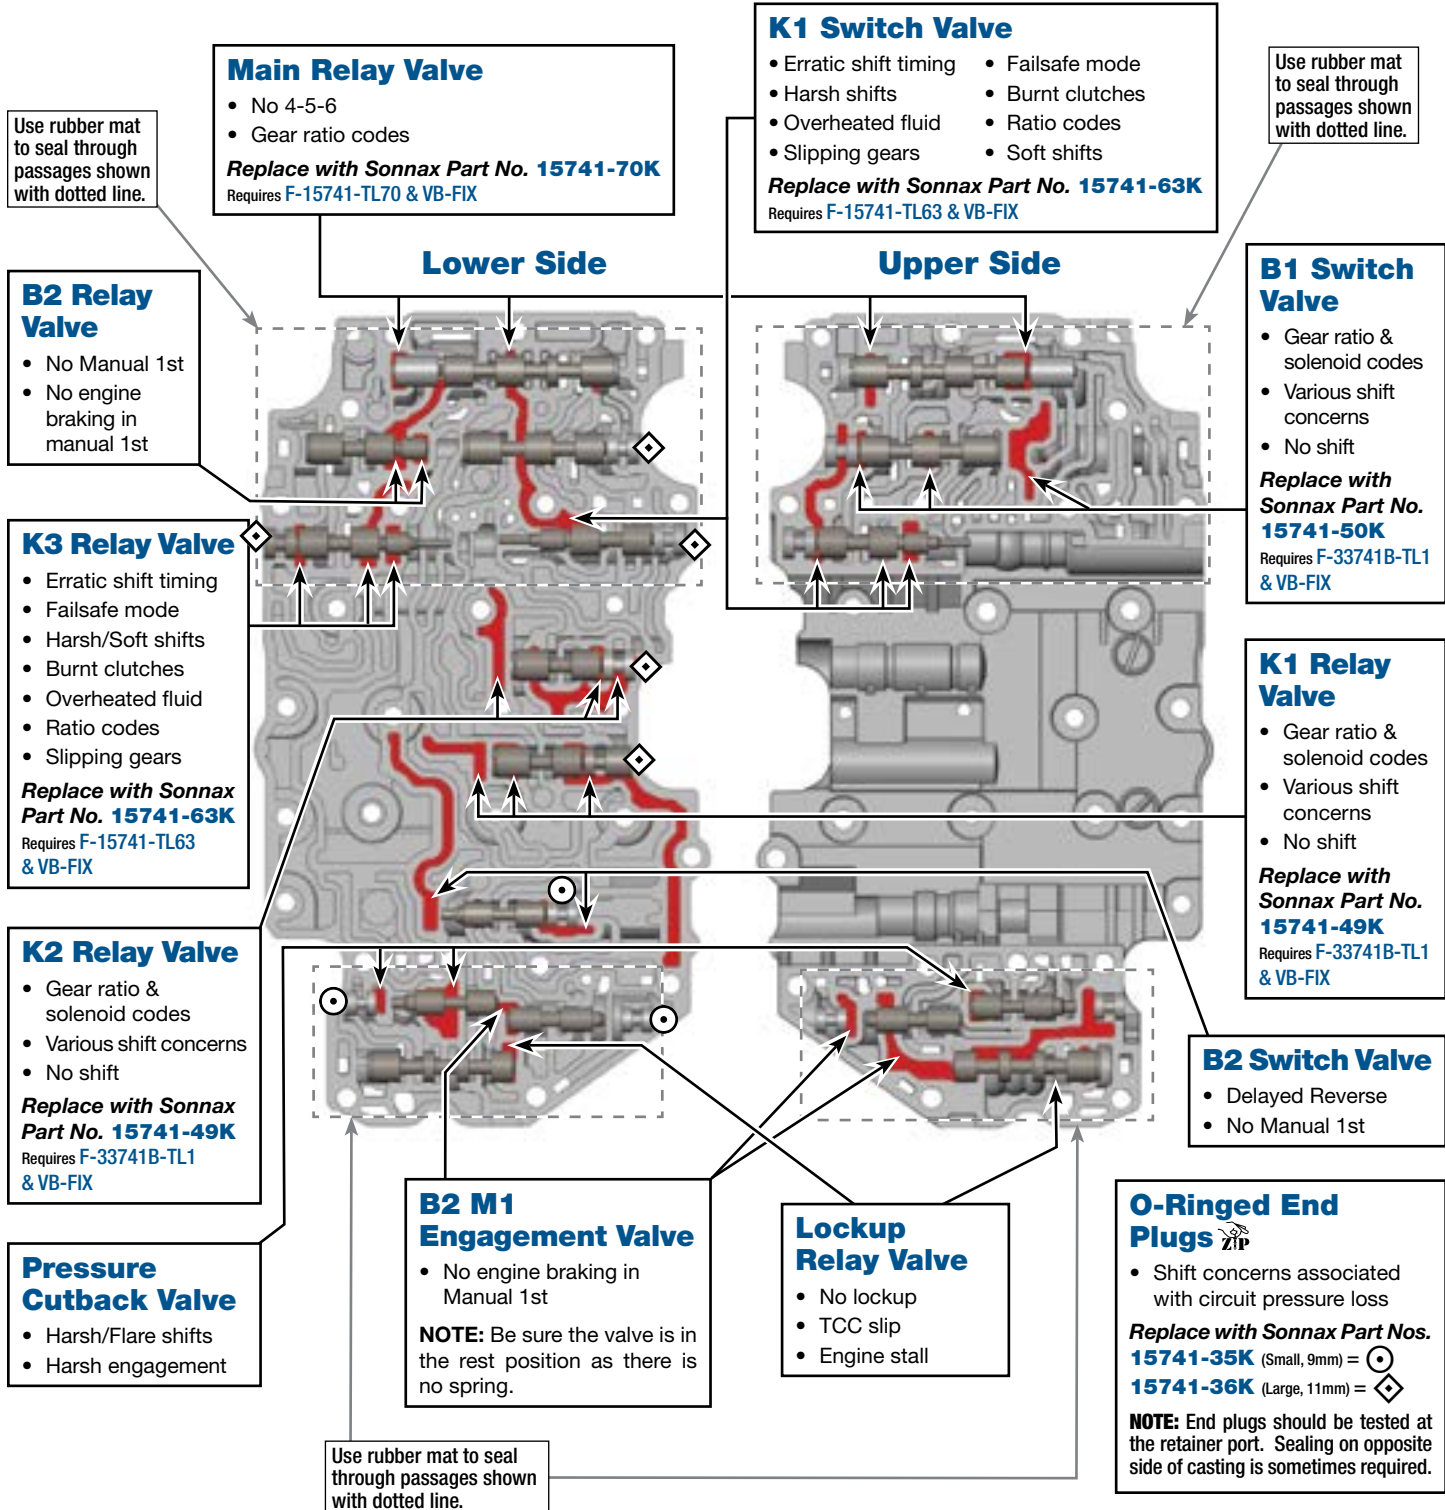 Main Relay Valve
• No 4-5-6
• Gear ratio codes
Replace with Sonnax Part No. 15741-70K
Requires F-15741-TL70 & VB-FIX
K1 Switch Valve
• Erratic shift timing
• Harsh shifts
• Overheated fluid
• Slipping gears
• Failsafe mode
• Burnt clutches
• Ratio codes
• Soft shifts
Replace with Sonnax Part No. 15741-63K
Requires F-15741-TL63 & VB-FIX
Use rubber mat
to seal through
passages shown
with dotted line.
Use rubber mat
to seal through
passages shown
with dotted line.
Lower Side
Upper Side
B2 Relay
Valve
• No Manual 1st
• No engine
braking in
manual 1st
B1 Switch
Valve
• Gear ratio &
solenoid codes
• Various shift
concerns
• No shift
Replace with
Sonnax Part No.
15741-50K
Requires F-33741B-TL1
& VB-FIX
K3 Relay Valve
• Erratic shift timing
• Failsafe mode
• Harsh/Soft shifts
• Burnt clutches
• Overheated fluid
• Ratio codes
• Slipping gears
Replace with Sonnax
Part No. 15741-63K
Requires F-15741-TL63
& VB-FIX
K1 Relay
Valve
• Gear ratio &
solenoid codes
• Various shift
concerns
• No shift
Replace with
Sonnax Part No.
15741-49K
Requires F-33741B-TL1
& VB-FIX
K2 Relay Valve
• Gear ratio &
solenoid codes
• Various shift concerns
• No shift
Replace with Sonnax
Part No. 15741-49K
Requires F-33741B-TL1
& VB-FIX
B2 Switch Valve
• Delayed Reverse
• No Manual 1st
Pressure
Cutback Valve
• Harsh/Flare shifts
• Harsh engagement
B2 M1
Engagement Valve
• No engine braking in
Manual 1st
NOTE: Be sure the valve is in
the rest position as there is
no spring.
Lockup
Relay Valve
• No lockup
• TCC slip
• Engine stall
O-Ringed End
Plugs ZIP
• Shift concerns associated
with circuit pressure loss
Replace with Sonnax Part Nos.
15741-35K (Small, 9mm) =
15741-36K (Large, 11mm) =
NOTE: End plugs should be tested at
the retainer port. Sealing on opposite
side of casting is sometimes required.
Use rubber mat to seal
through passages shown
with dotted line.